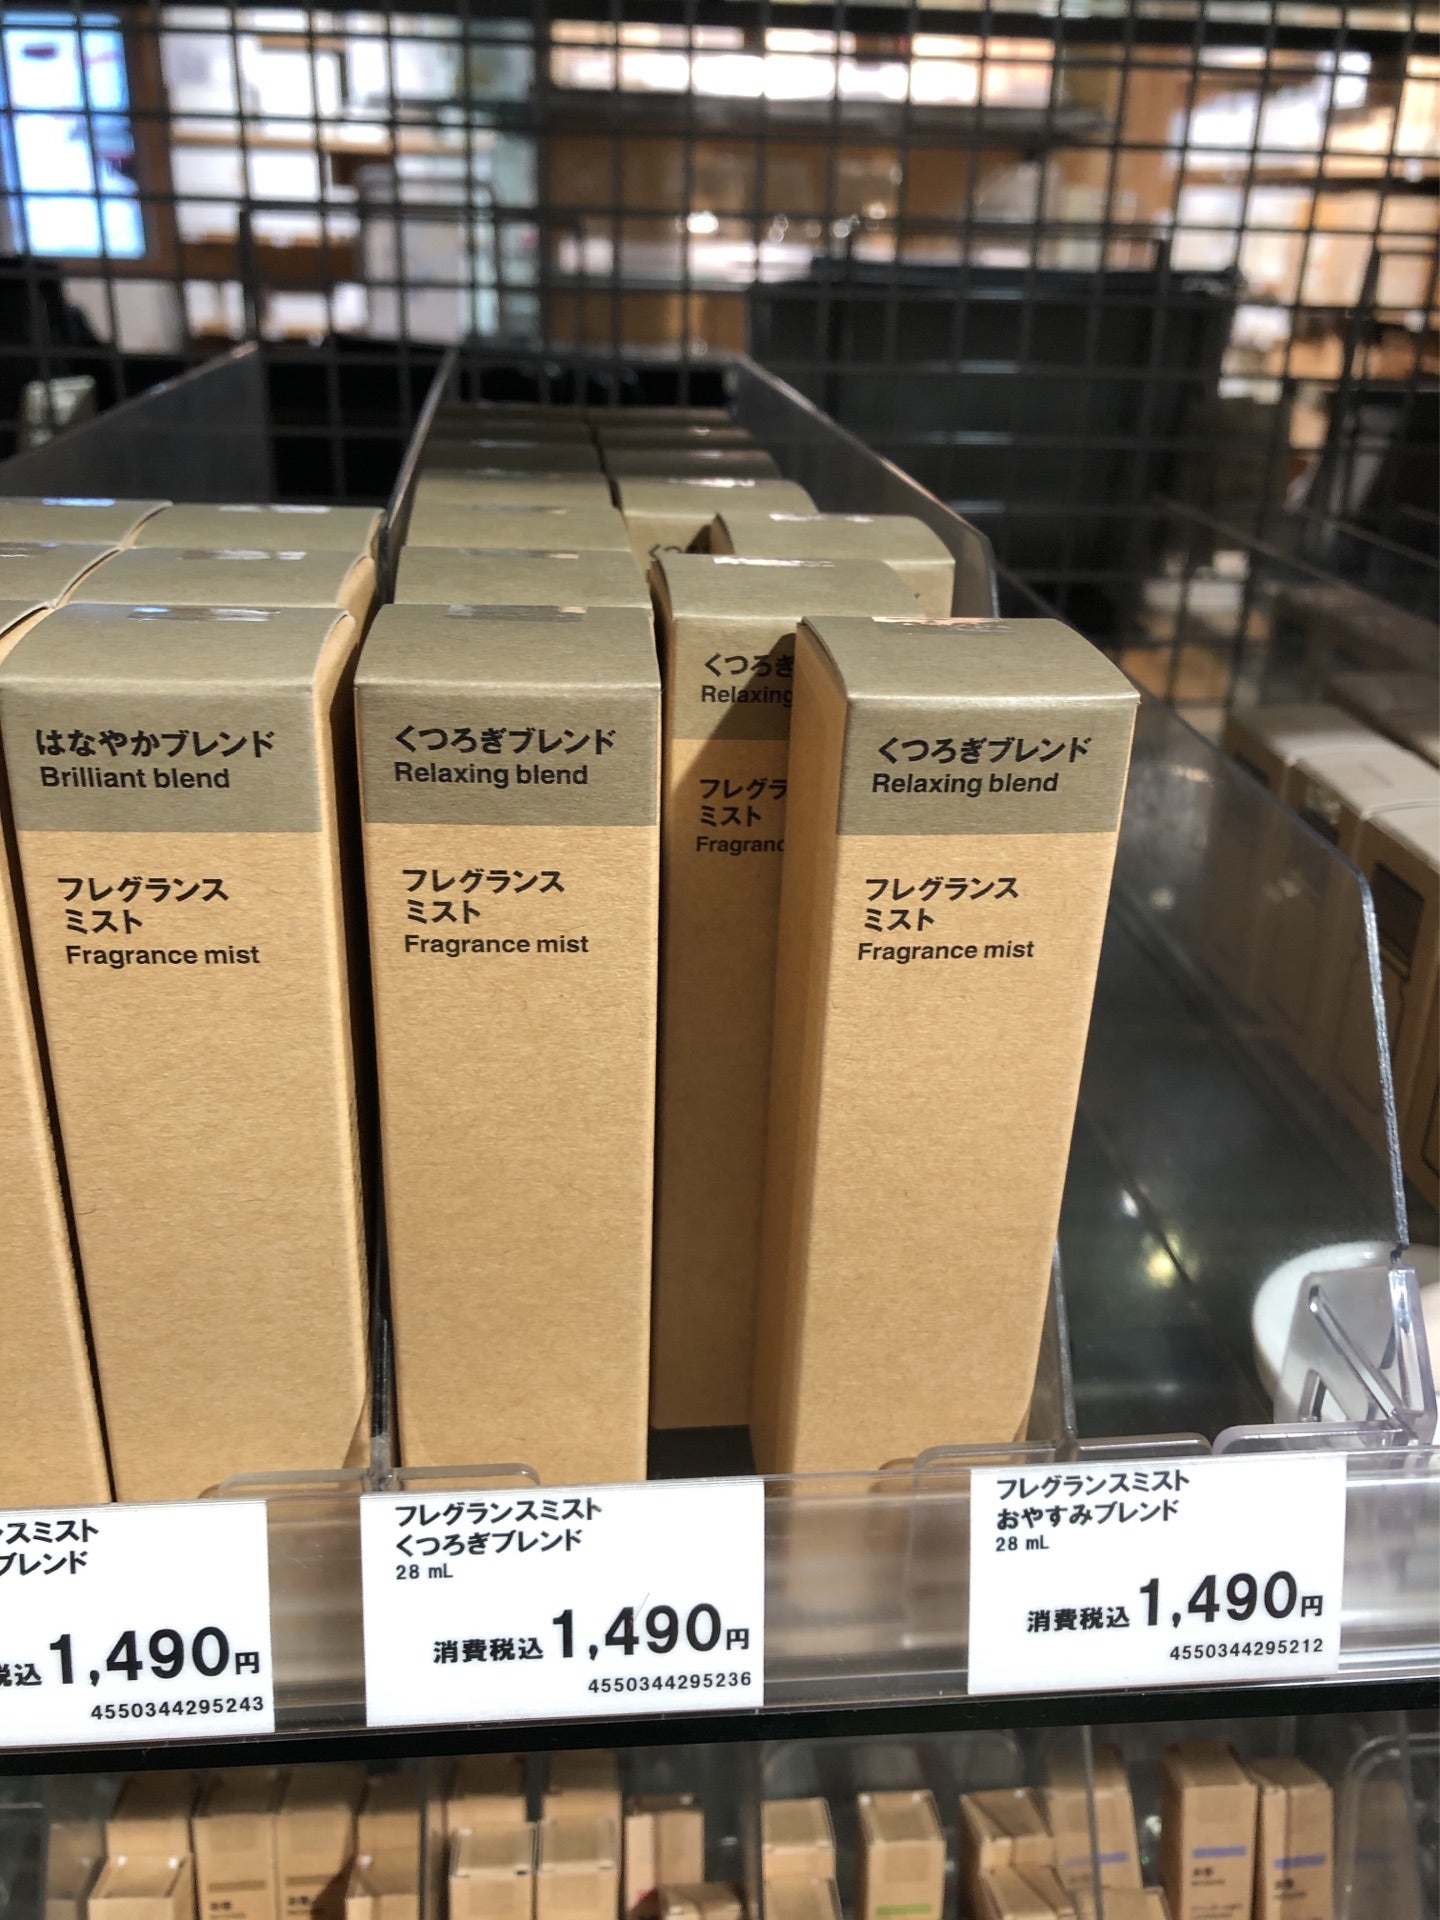 はなやかブレンド
Brilliant blend
フレグランス
ミスト
Fragrance mist
くつろぎブレンド
Relaxing blend
フレグランス
ミスト
Fragrance mist
くつろぎ
Relaxing
フレグラ
ミスト
Fragranc
くつろぎブレンド
Relaxing blend
フレグランス
ミスト
Fragrance mist
ンスミスト
ブレンド
税込1,490円
4550344295243
フレグランスミスト
くつろぎブレンド
28 mL
消費税込1,490円
4550344295236
フレグランスミスト
おやすみブレンド
28 mL
消費税込1,490円
4550344295212